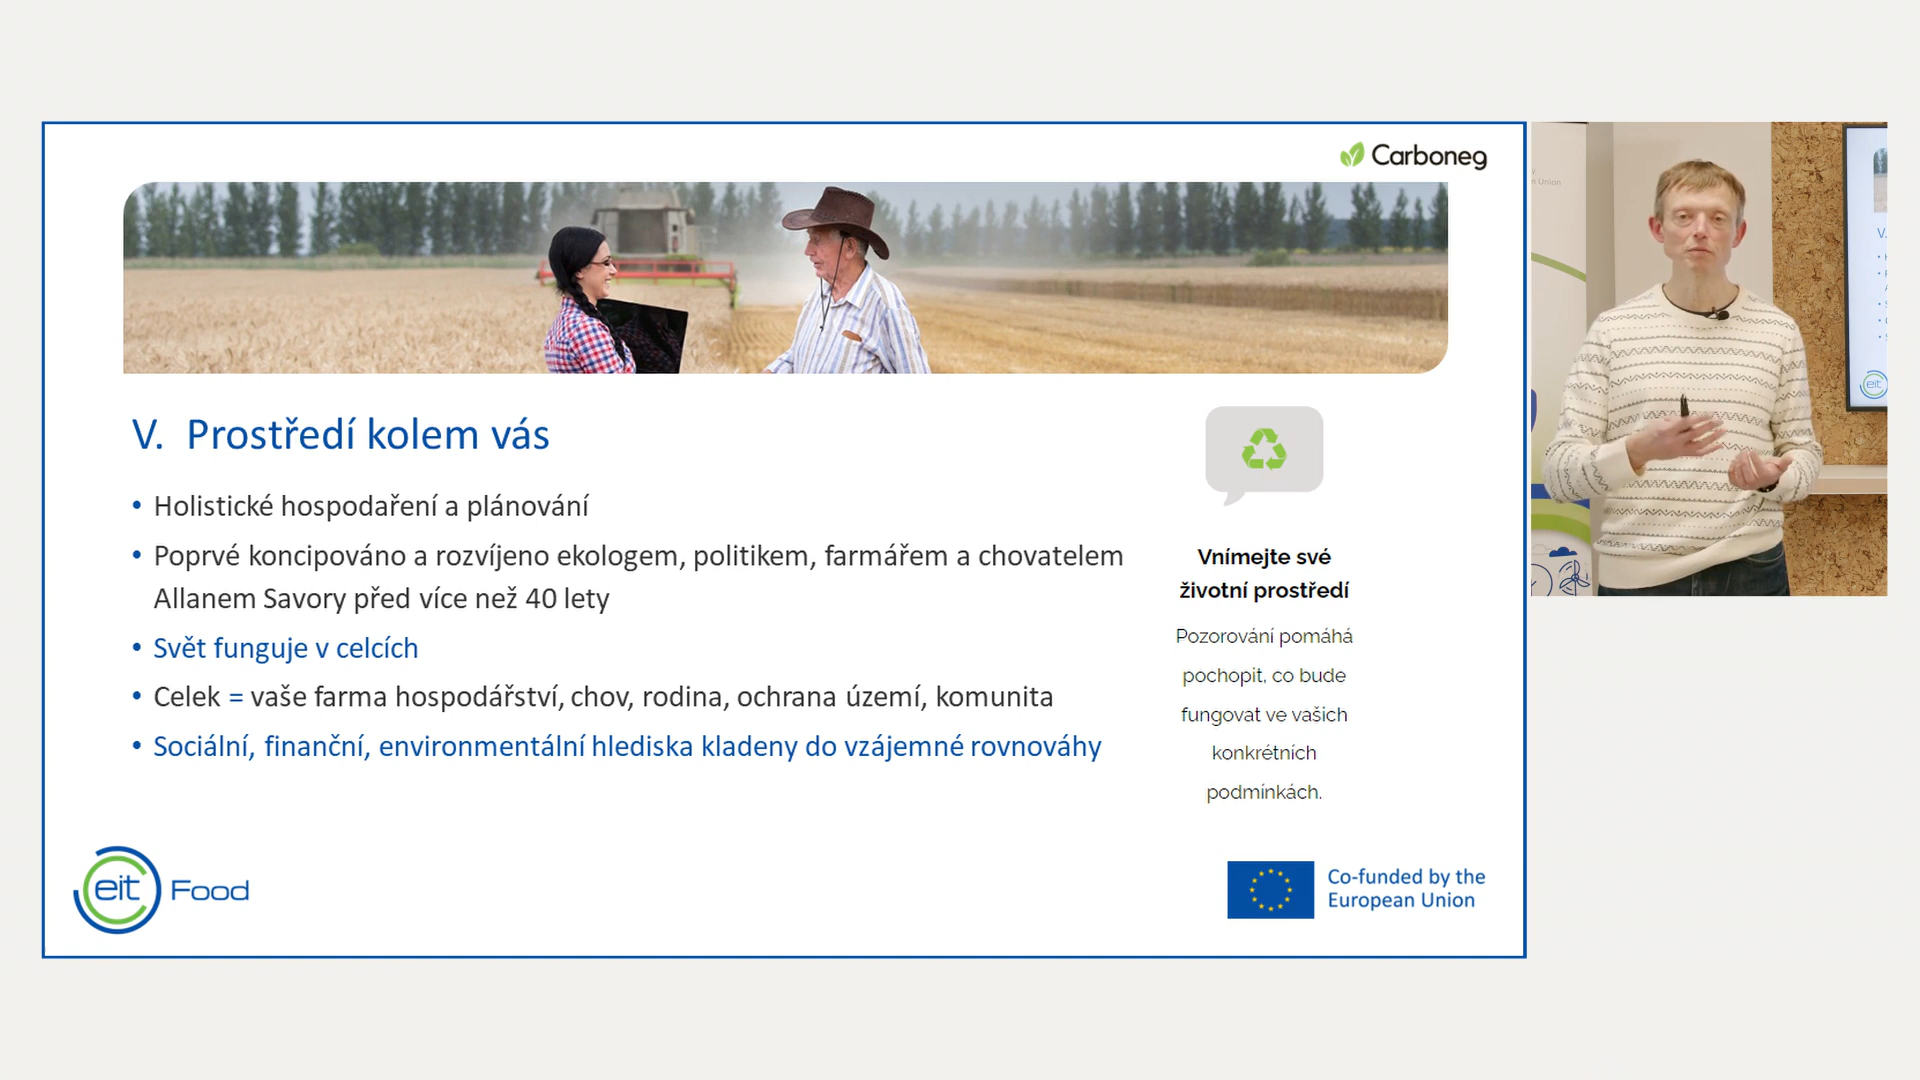 Carboneg
V. Prostředí kolem vás
• Holistické hospodaření a plánování
• Poprvé koncipováno a rozvíjeno ekologem, politikem, farmářem a chovatelem
Allanem Savory před více než 40 lety
• Svět funguje v celcích
• Celek = vaše farma hospodářství, chov, rodina, ochrana území, komunita
• Sociální, finanční, environmentální hlediska kladeny do vzájemné rovnováhy
Vnímejte své
životní prostředí
Pozorování pomáhá
pochopit, co bude
fungovat ve vašich
konkrétních
podmínkách.
eit Food
Co-funded by the
European Union
n Union
V.
eit